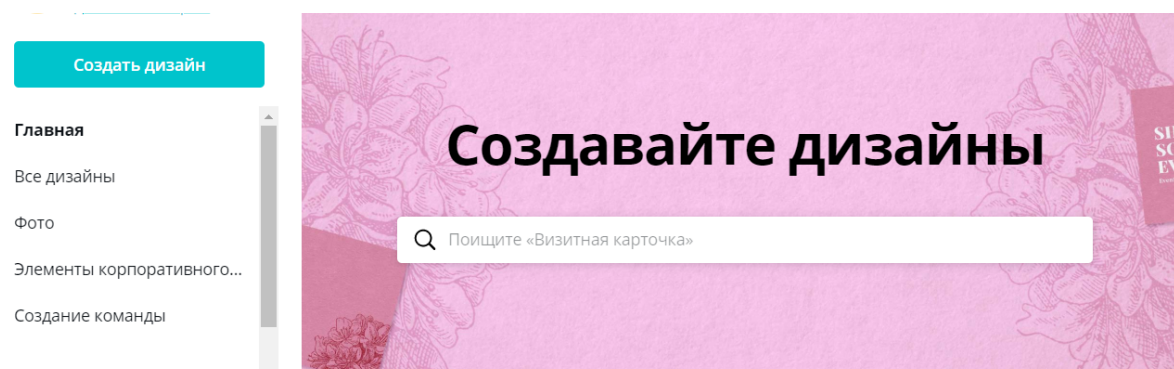 Создать дизайн
Главная
Все дизайны
Фото
Элементы корпоративного...
Создание команды
Создавайте дизайны
Поищите «Визитная карточка»